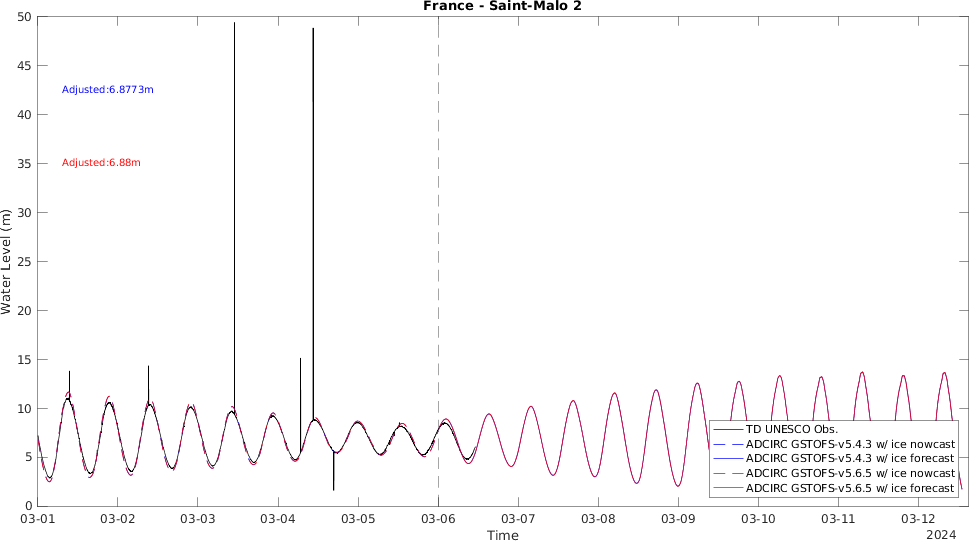 France - Saint-Malo 2
50
45
40
35
30
25
20
15
10
5
0
Water Level (m)
Adjusted:6.8773m
Adjusted:6.88m
TD UNESCO Obs.
ADCIRC GSTOFS-v5.4.3 w/ ice nowcast
ADCIRC GSTOFS-v5.4.3 w/ ice forecast
ADCIRC GSTOFS-v5.6.5 w/ ice nowcast
ADCIRC GSTOFS-v5.6.5 w/ ice forecast
03-01 03-02 03-03 03-04 03-05 03-06 03-07 03-08 03-09 03-10 03-11 03-12
Time
2024